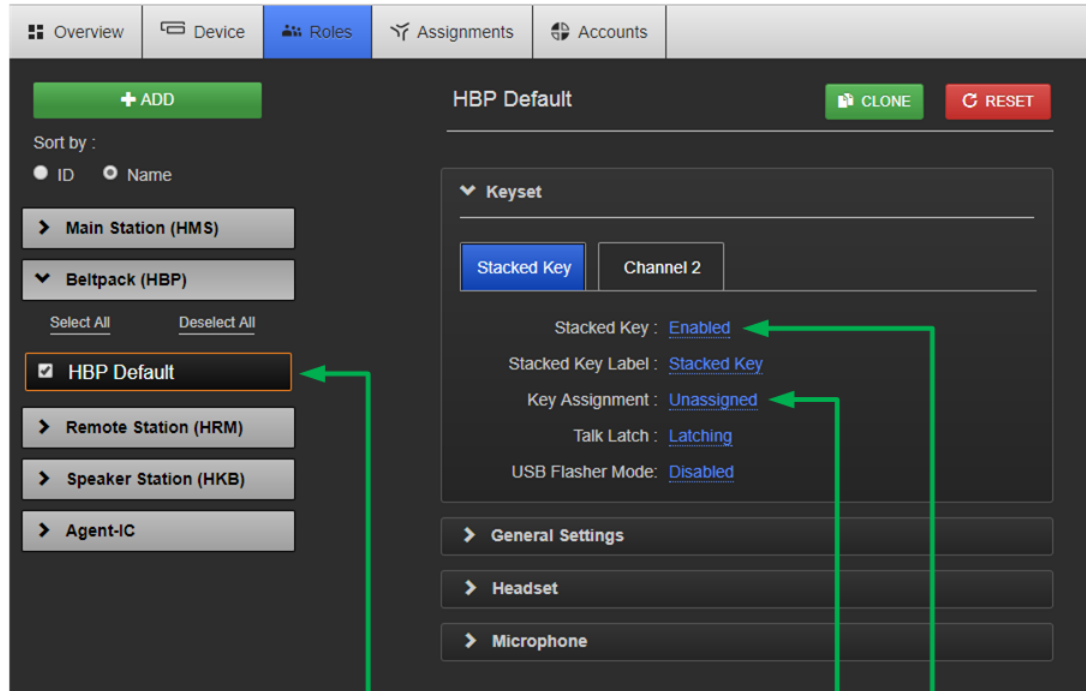 Overview Device Roles Assignments Accounts
ADD
Sort by :
ID Name
Main Station (HMS)
Beltpack (HBP)
Select All Deselect All
HBP Default
Remote Station (HRM)
Speaker Station (HKB)
Agent-IC
HBP Default CLONE RESET
Keyset
Stacked Key Channel 2
Stacked Key : Enabled
Stacked Key Label : Stacked Key
Key Assignment : Unassigned
Talk Latch : Latching
USB Flasher Mode: Disabled
General Settings
Headset
Microphone